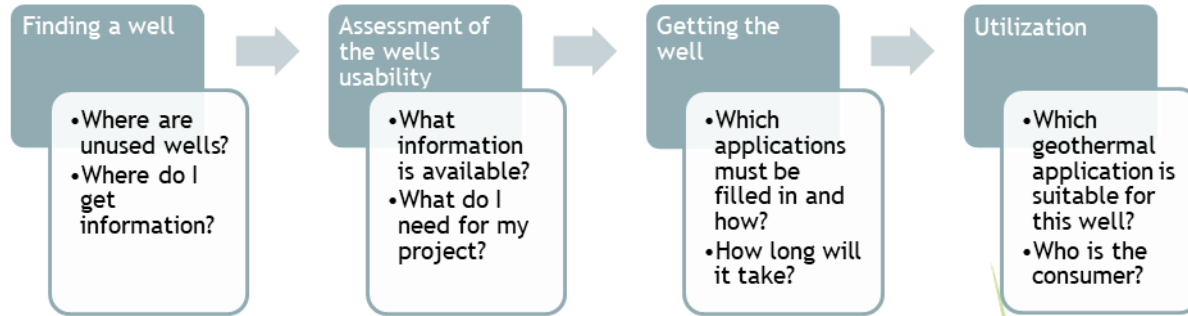 Finding a well
•Where are
unused wells?
•Where do I
get
information?
Assessment of
the wells
usability
•What
information
is available?
•What do I
need for my
project?
Getting the
well
•Which
applications
must be
filled in and
how?
•How long will
it take?
Utilization
•Which
geothermal
application is
suitable for
this well?
•Who is the
consumer?